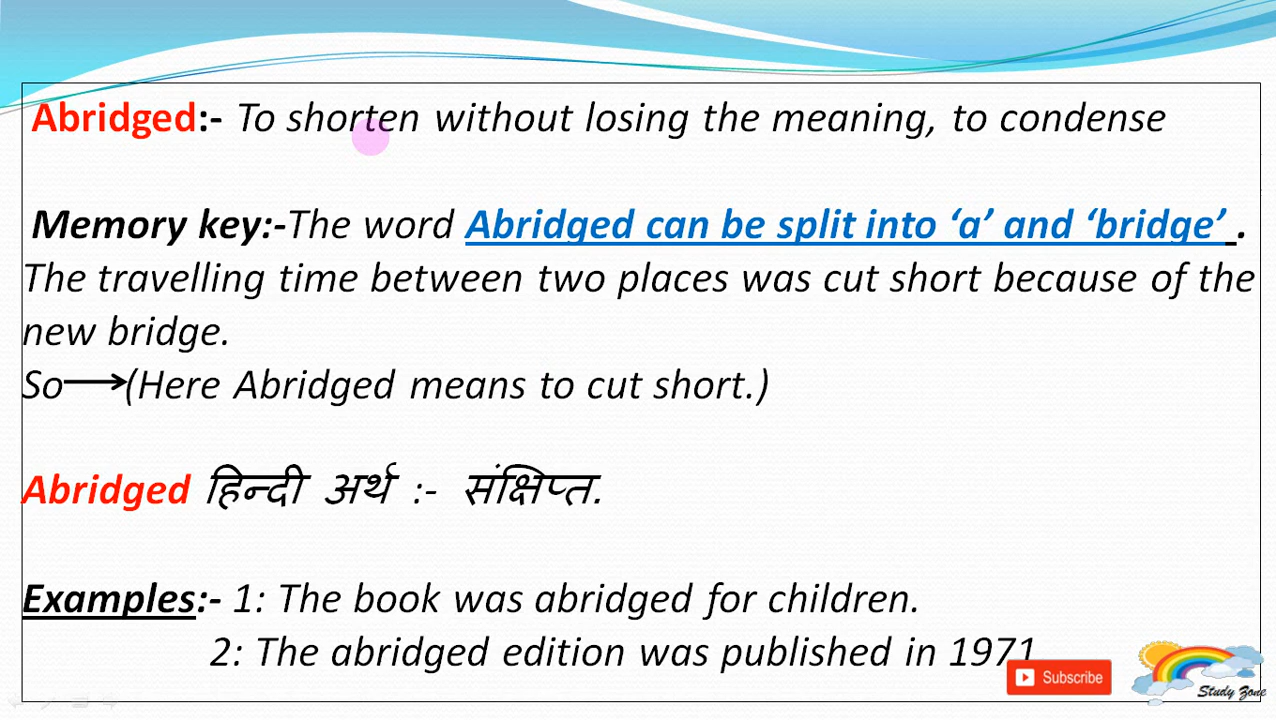 Abridged:- To shorten without losing the meaning, to condense
Memory key:-The word Abridged can be split into ‘a’ and ‘bridge’ .
The travelling time between two places was cut short because of the
new bridge.
So (Here Abridged means to cut short.)
Abridged हिन्दी अर्थ :- संक्षिप्त.
Examples:- 1: The book was abridged for children.
2: The abridged edition was published in 1971
Subscribe
Study Zone